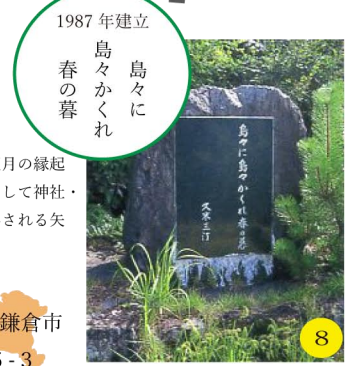 1987年建立
島々に
島々かくれ
春の暮
月の縁起
して神社・
される矢
鎌倉市
島々に島々かくれ春の暮
久米三汀
8